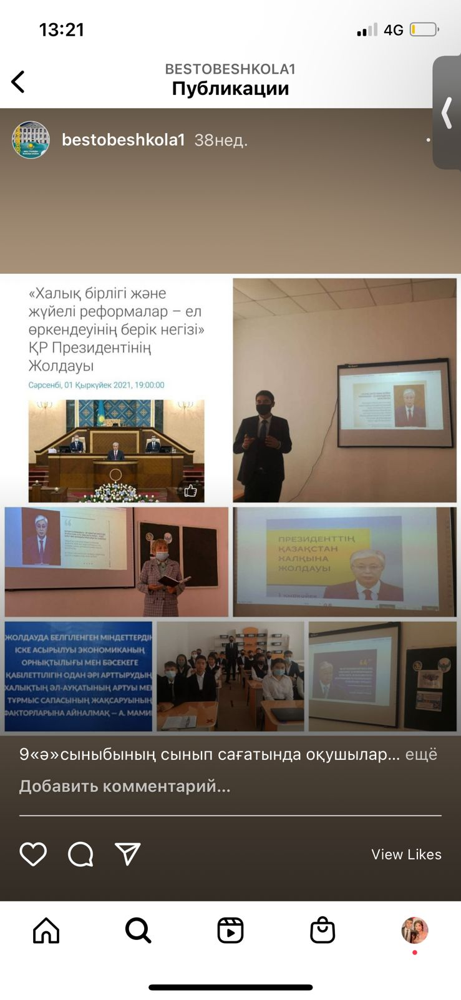 13:21
4G
BESTOBESHKOLA1
Публикации
bestobeshkola1 38нед.
«Халық бірлігі және
жүйелі реформалар – ел
өркендеуінің берік негізі»
ҚР Президентінің
Жолдауы
Сәрсенбі, 01 Қыркүйек 2021, 19:00:00
ПРЕЗИДЕНТТІҢ
ҚАЗАҚСТАН
ХАЛҚЫНА
ЖОЛДАУЫ
1 қыркүйек
ЖОЛДАУДА БЕЛГІЛЕНГЕН МІНДЕТТЕРДІҢ
ІСКЕ АСЫРЫЛУЫ ЭКОНОМИКАНЫҢ
ОРНЫҚТЫЛЫҒЫ МЕН БӘСЕКЕГЕ
ҚАБІЛЕТТІЛІГІН ОДАН ӘРІ АРТТЫРУДЫҢ
ХАЛЫҚТЫҢ ӘЛ-АУҚАТЫНЫҢ АРТУЫ МЕН
ТҰРМЫС САПАСЫНЫҢ ЖАҚСАРУЫНЫҢ
ФАКТОРЛАРЫНА АЙНАЛМАҚ – А. МАМИ
9«ә»сыныбының сынып сағатында оқушылар... ещё
Добавить комментарий...
View Likes